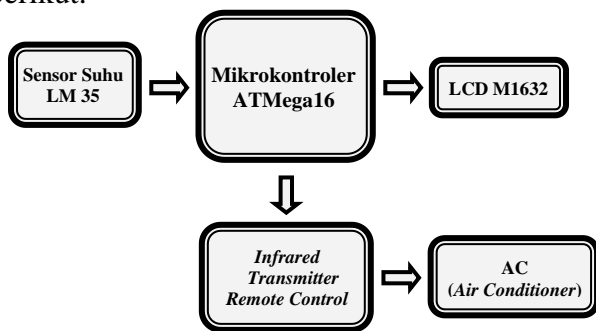 berikut:
Sensor Suhu
LM 35
Mikrokontroler
ATMega16
LCD M1632
Infrared
Transmitter
Remote Control
AC
(Air Conditioner)